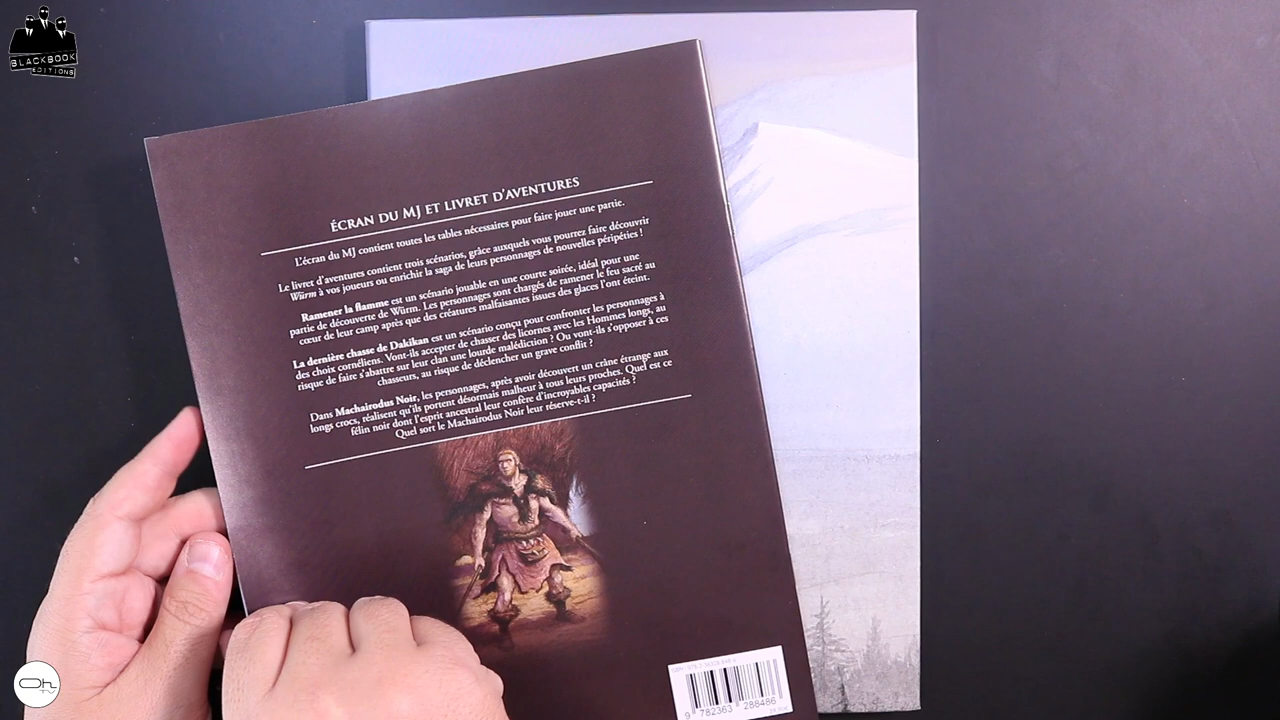 BLACKBOOK
EDITIONS
ÉCRAN DU MJ ET LIVRET D'AVENTURES
L'écran du MJ contient toutes les tables nécessaires pour faire jouer une partie.
Le livret d'aventures contient trois scénarios, grâce auxquels vous pourrez faire découvrir
Würm à vos joueurs ou enrichir la saga de leurs personnages de nouvelles péripéties !
Ramener la flamme est un scénario jouable en une courte soirée, idéal pour une
partie de découverte de Würm. Les personnages sont chargés de ramener le feu sacré au
cœur de leur camp après que des créatures malfaisantes issues des glaces l'ont éteint.
La dernière chasse de Dakikan est un scénario conçu pour confronter les personnages à
des choix cornéliens. Vont-ils accepter de chasser des licornes avec les Hommes longs, au
risque de faire s'abattre sur leur clan une lourde malédiction ? Ou vont-ils s'opposer à ces
chasseurs, au risque de déclencher un grave conflit ?
Dans Machairodus Noir, les personnages, après avoir découvert un crâne étrange aux
longs crocs, réalisent qu'ils portent désormais malheur à tous leurs proches. Quel est ce
félin noir dont l'esprit ancestral leur confère d'incroyables capacités ?
Quel sort le Machairodus Noir leur réserve-t-il ?
9 782363 288486
Oh
TV